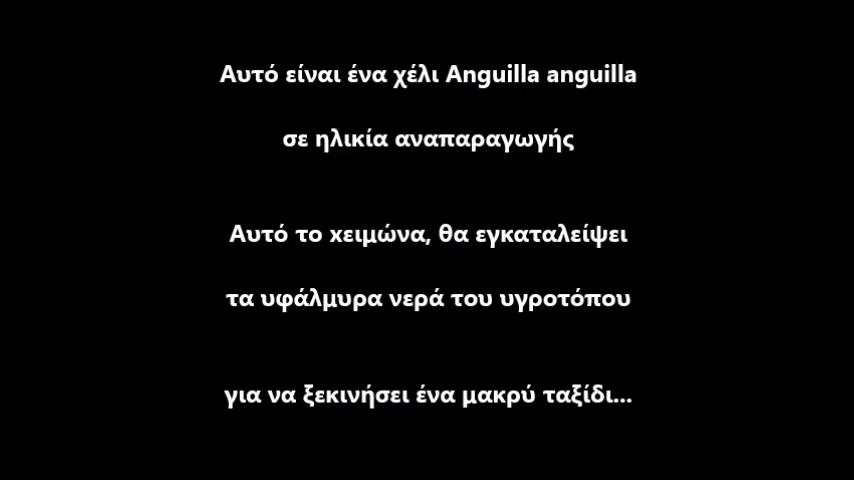 Αυτό είναι ένα χέλι Anguilla anguilla
σε ηλικία αναπαραγωγής
Αυτό το χειμώνα, θα εγκαταλείψει
τα υφάλμυρα νερά του υγροτόπου
για να ξεκινήσει ένα μακρύ ταξίδι...